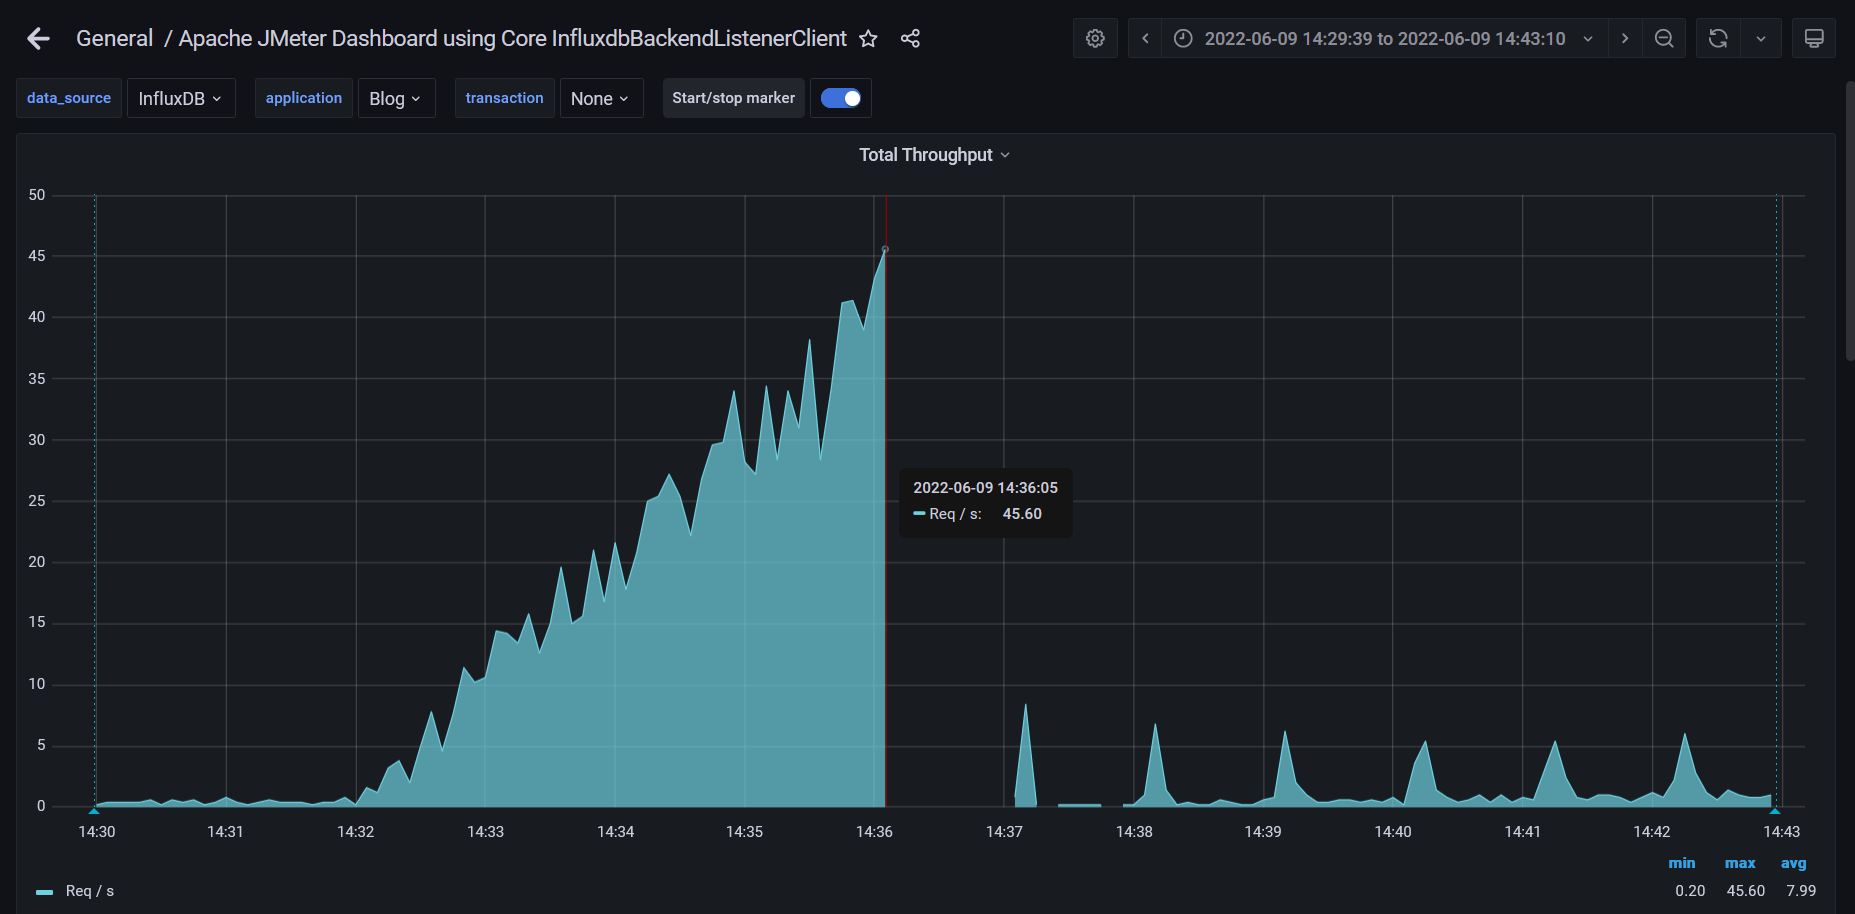 General / Apache JMeter Dashboard using Core InfluxdbBackendListenerClient
2022-06-09 14:29:39 to 2022-06-09 14:43:10
data_source InfluxDB application Blog transaction None Start/stop marker
Total Throughput
50
45
40
35
30
25
20
15
10
5
0
2022-06-09 14:36:05
Req / s: 45.60
14:30 14:31 14:32 14:33 14:34 14:35 14:36 14:37 14:38 14:39 14:40 14:41 14:42 14:43
min max avg
Req / s 0.20 45.60 7.99